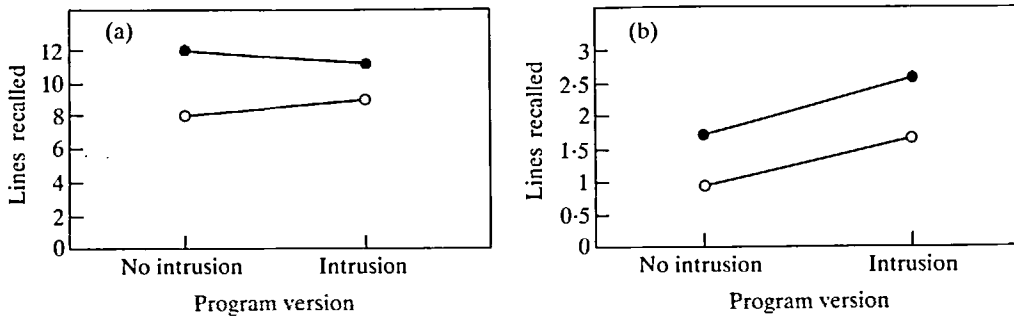 (a)
Lines recalled
12
10
8
6
4
2
0
No intrusion Intrusion
Program version
(b)
Lines recalled
3
2·5
2
1·5
1
0·5
0
No intrusion Intrusion
Program version